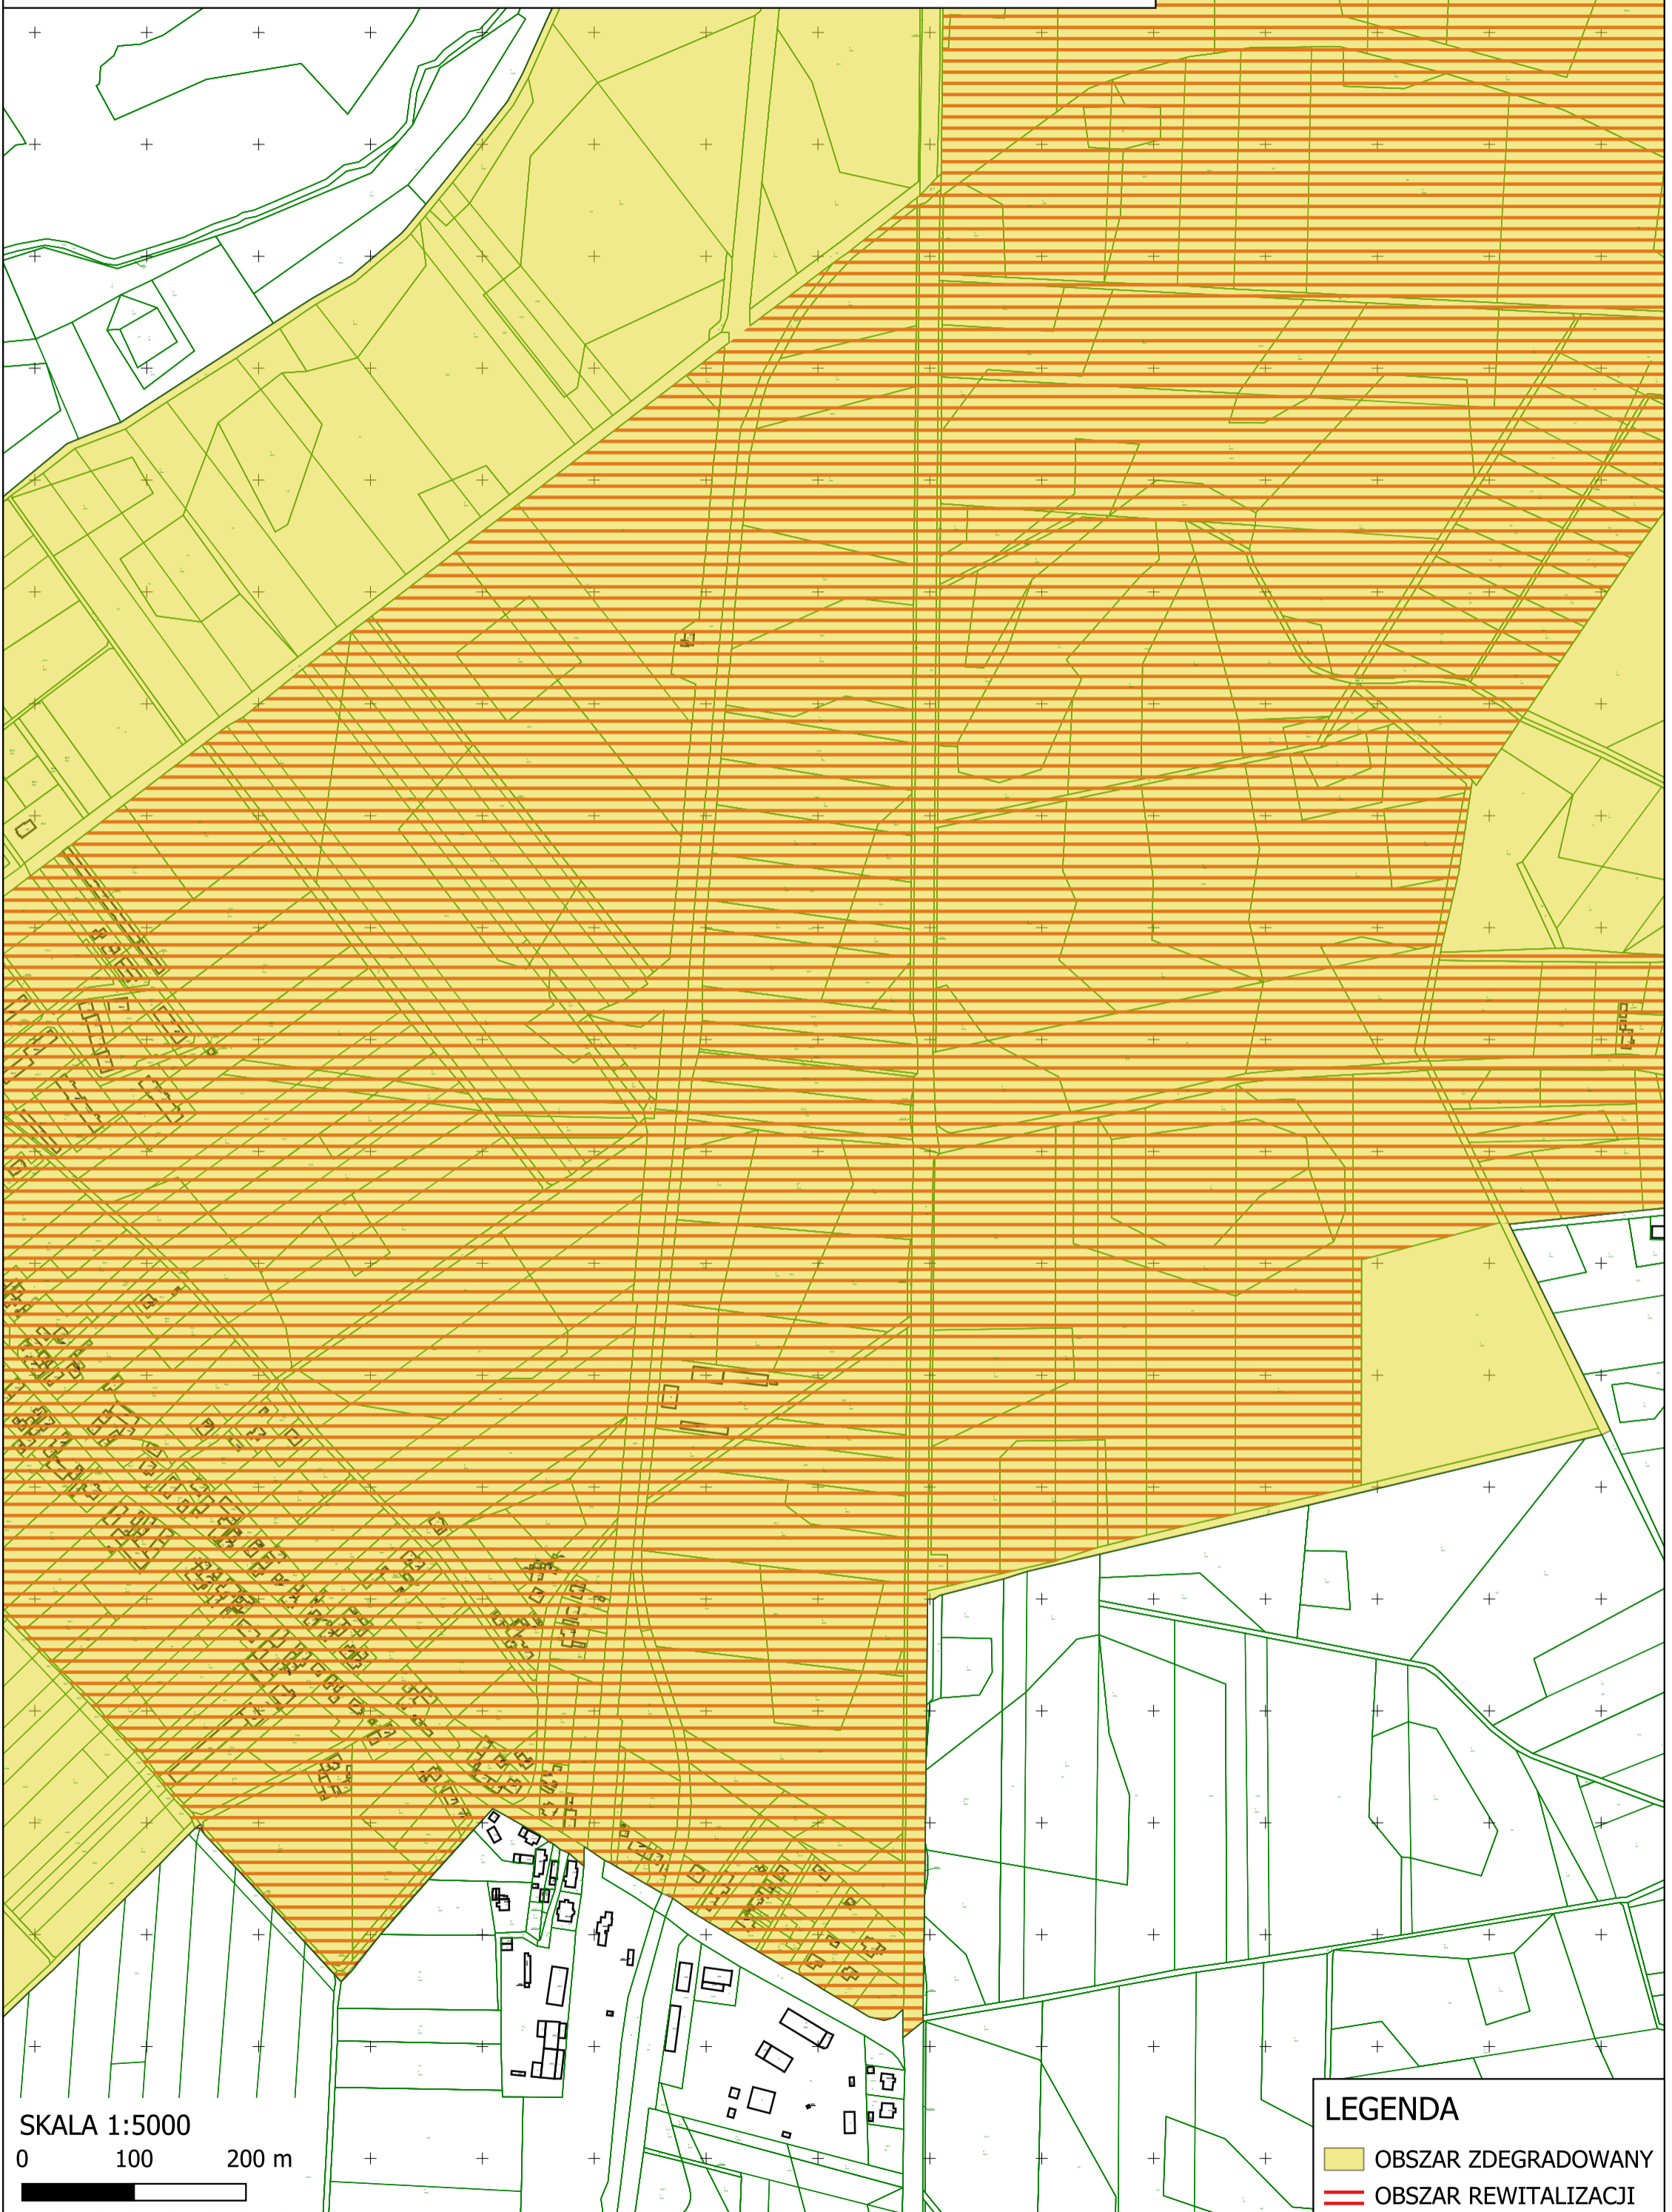 SKALA 1:5000
0 100 200 m
LEGENDA
OBSZAR ZDEGRADOWANY
OBSZAR REWITALIZACJI